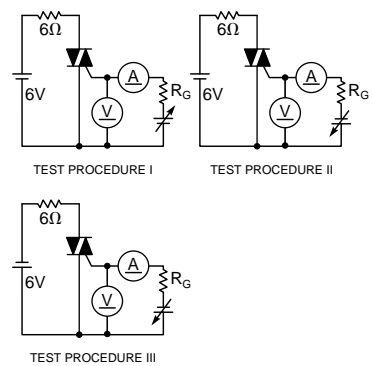 6Ω
6V
A
V
RG
TEST PROCEDURE I
6Ω
6V
A
V
RG
TEST PROCEDURE II
6Ω
6V
A
V
RG
TEST PROCEDURE III